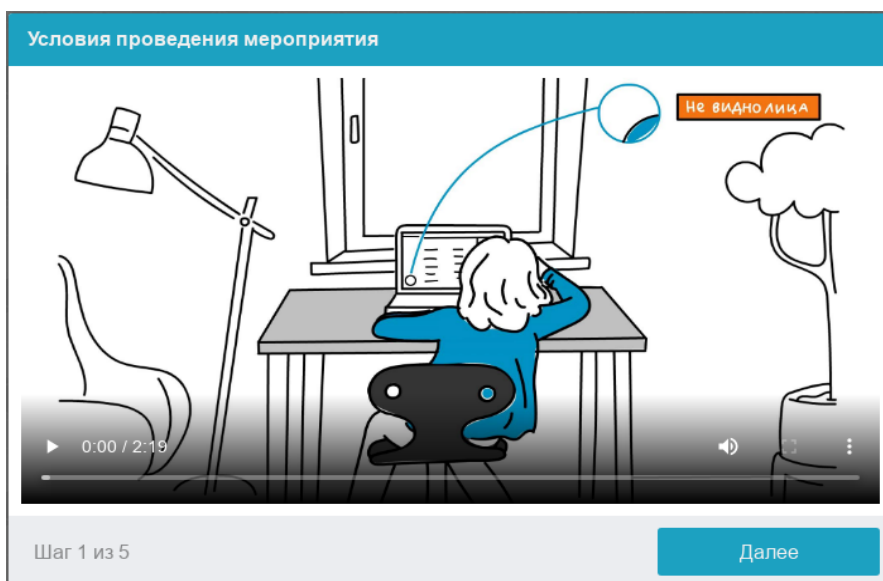 Условия проведения мероприятия
Не видно лица
0:00 / 2:19
Шаг 1 из 5
Далее